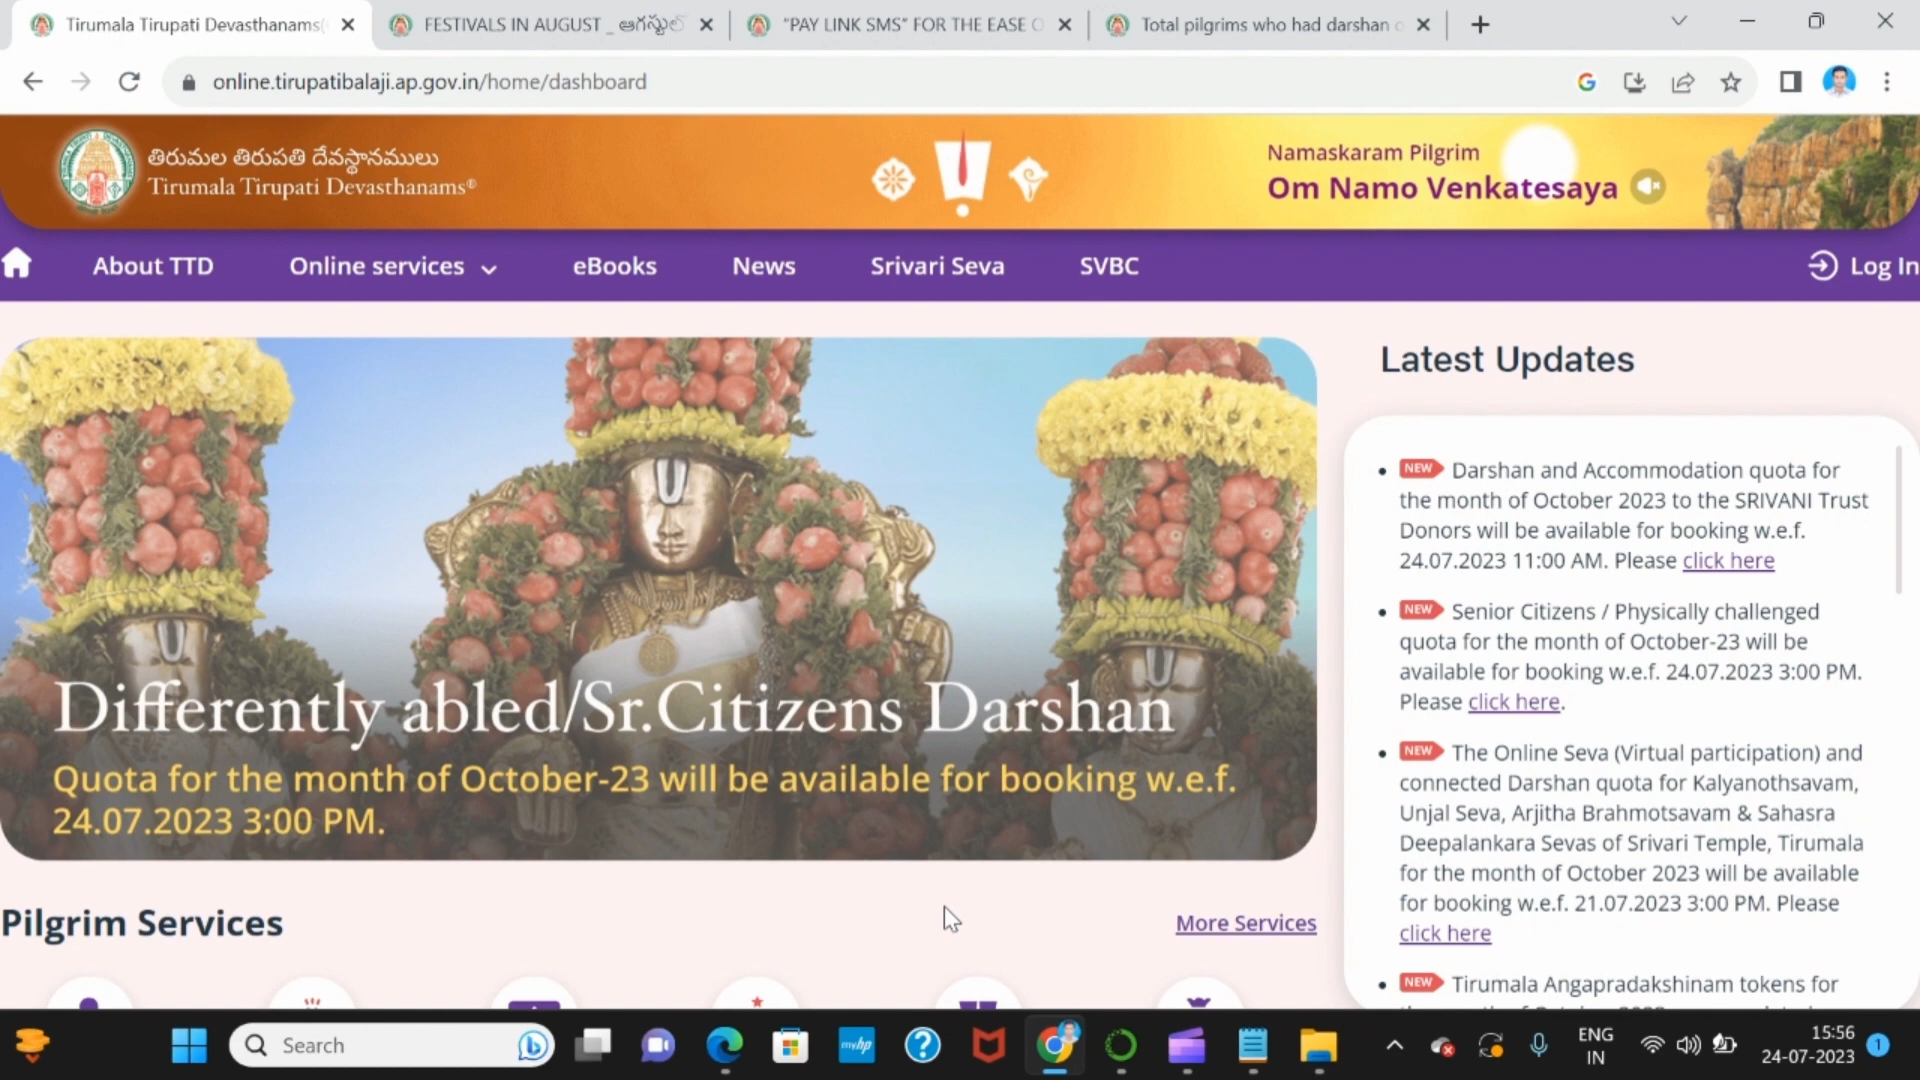 Tirumala Tirupati Devasthanams(
FESTIVALS IN AUGUST _ ఆగష్టుల్
"PAY LINK SMS" FOR THE EASE O
Total pilgrims who had darshan o
online.tirupatibalaji.ap.gov.in/home/dashboard
తిరుమల తిరుపతి దేవస్థానములు
Tirumala Tirupati Devasthanams®
Namaskaram Pilgrim
Om Namo Venkatesaya
About TTD
Online services
eBooks
News
Srivari Seva
SVBC
Log In
Differently abled/Sr.Citizens Darshan
Quota for the month of October-23 will be available for booking w.e.f.
24.07.2023 3:00 PM.
Pilgrim Services
More Services
Latest Updates
NEW Darshan and Accommodation quota for
the month of October 2023 to the SRIVANI Trust
Donors will be available for booking w.e.f.
24.07.2023 11:00 AM. Please click here
NEW Senior Citizens / Physically challenged
quota for the month of October-23 will be
available for booking w.e.f. 24.07.2023 3:00 PM.
Please click here.
NEW The Online Seva (Virtual participation) and
connected Darshan quota for Kalyanothsavam,
Unjal Seva, Arjitha Brahmotsavam & Sahasra
Deepalankara Sevas of Srivari Temple, Tirumala
for the month of October 2023 will be available
for booking w.e.f. 21.07.2023 3:00 PM. Please
click here
NEW Tirumala Angapradakshinam tokens for
Search
myhp
ENG
IN
15:56
24-07-2023
1